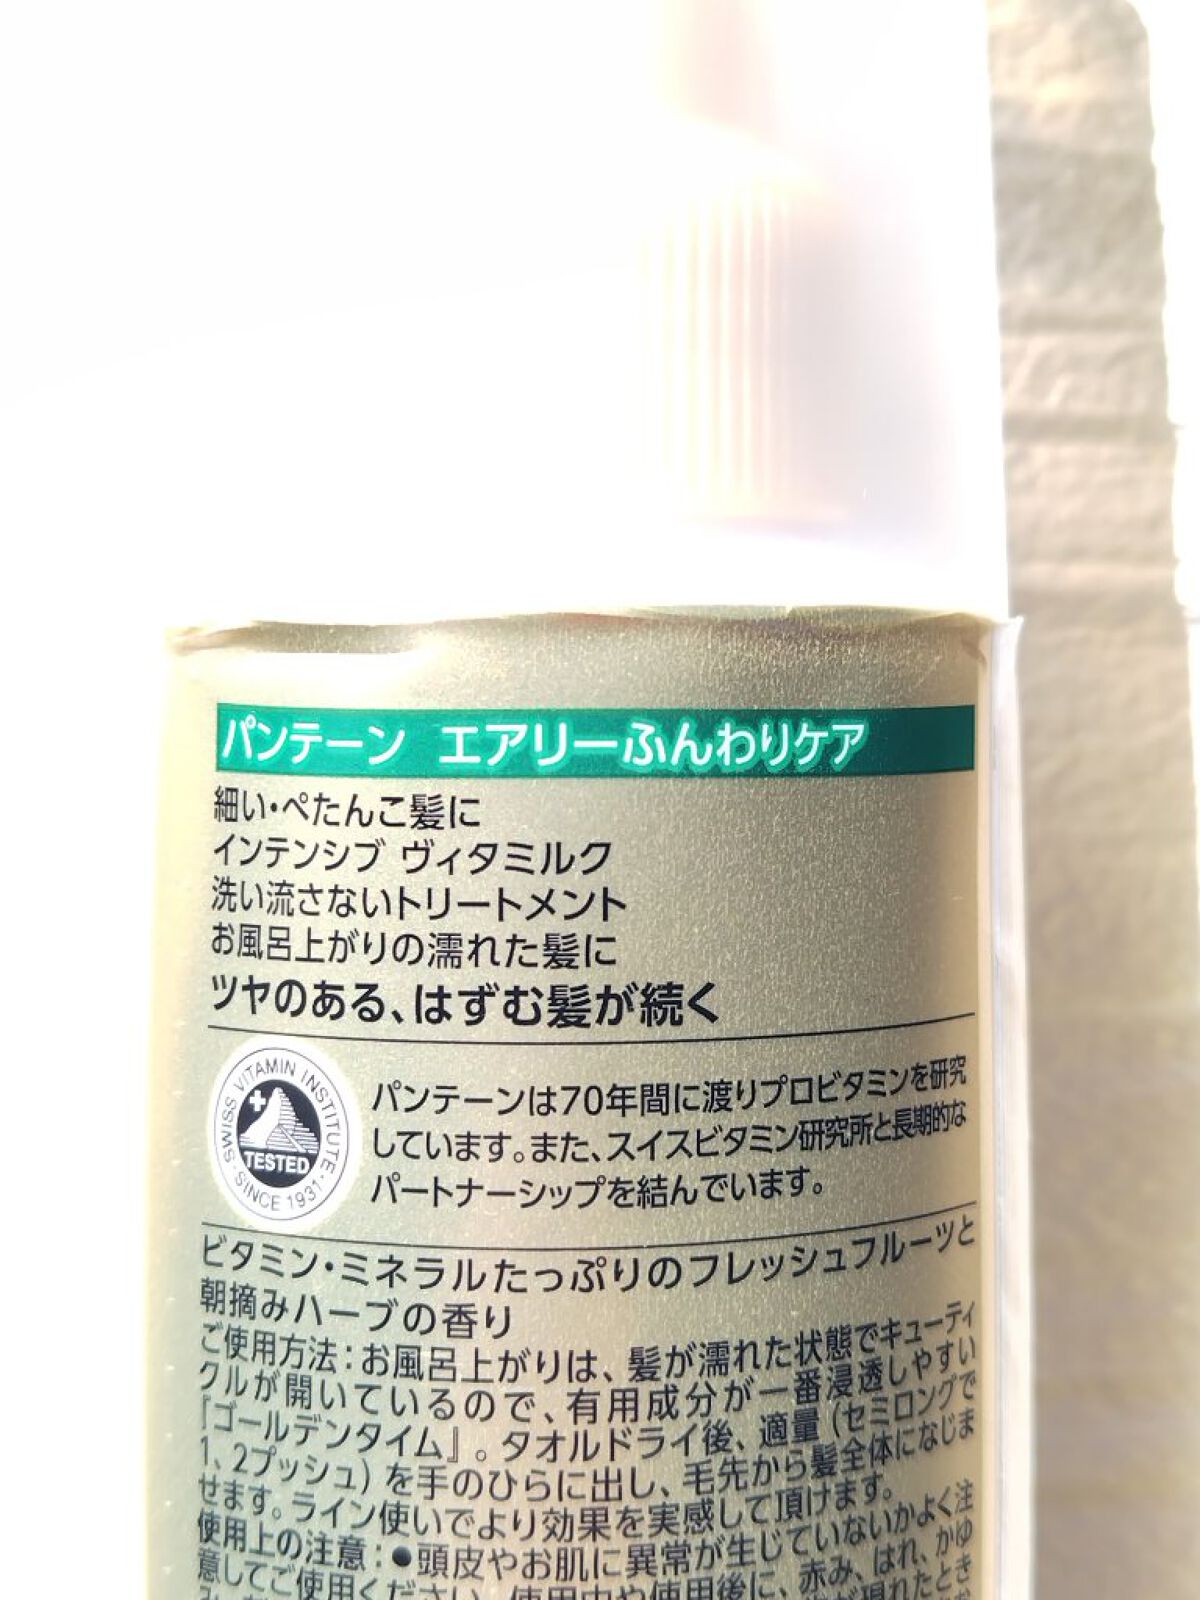 パンテーン エアリーふんわりケア
細い・ぺたんこ髪に
インテンシブ ヴィタミルク
洗い流さないトリートメント
お風呂上がりの濡れた髪に
ツヤのある、はずむ髪が続く
SWISS VITAMIN INSTITUTE
TESTED
SINCE 1931
パンテーンは70年間に渡りプロビタミンを研究
しています。また、スイスビタミン研究所と長期的な
パートナーシップを結んでいます。
ビタミン・ミネラルたっぷりのフレッシュフルーツと
朝摘みハーブの香り
ご使用方法：お風呂上がりは、髪が濡れた状態でキューティ
クルが開いているので、有用成分が一番浸透しやすい
『ゴールデンタイム』。タオルドライ後、適量（セミロングで
1、2プッシュ）を手のひらに出し、毛先から髪全体になじま
せます。ライン使いでより効果を実感して頂けます。
使用上の注意：●頭皮やお肌に異常が生じていないかよく注
意してご使用ください。使用中や使用後に、赤み、はれ、かゆ